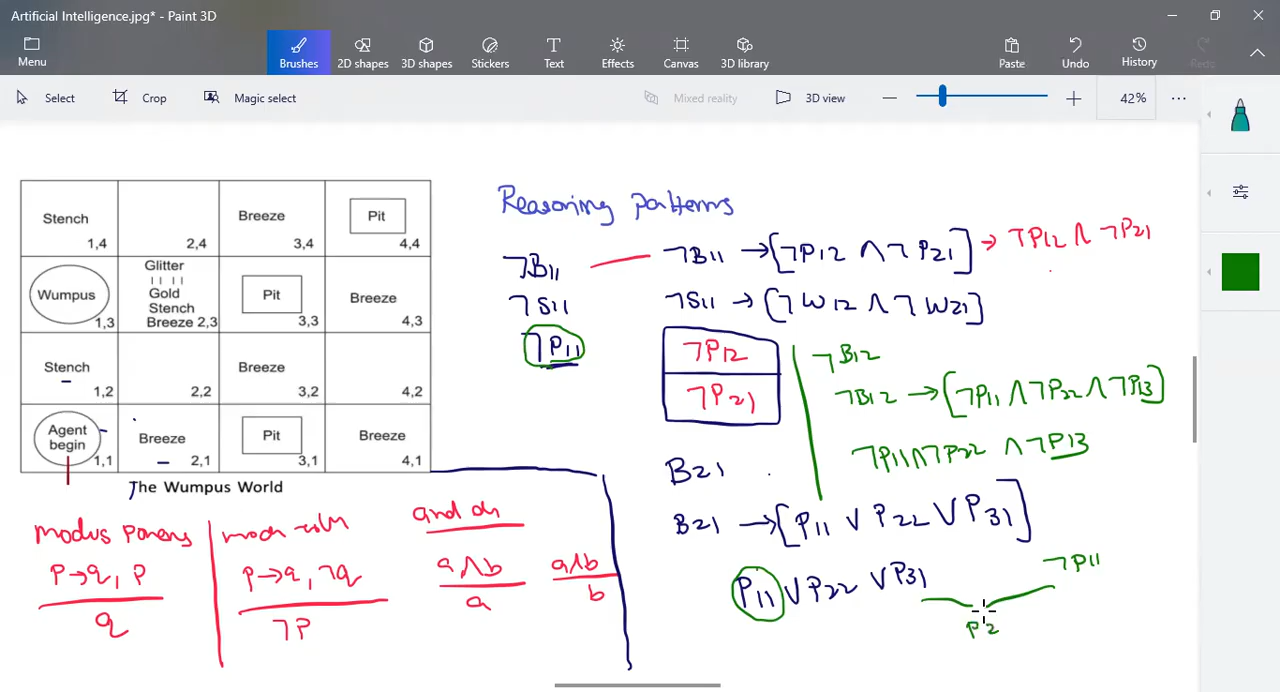 Artificial Intelligence.jpg* - Paint 3D
Menu
Brushes
2D shapes
3D shapes
Stickers
Text
Effects
Canvas
3D library
Paste
Undo
History
Redo
Select
Crop
Magic select
Mixed reality
3D view
42%
Stench
1,4
2,4
Breeze
3,4
Pit
4,4
Wumpus
1,3
Glitter
Gold
Stench
Breeze 2,3
Pit
3,3
Breeze
4,3
Stench
1,2
2,2
Breeze
3,2
4,2
Agent
begin
1,1
Breeze
2,1
Pit
3,1
Breeze
4,1
The Wumpus World
Reasoning patterns
¬B11
¬S11
¬P11
¬B11 → [¬P12 ∧ ¬P21] → ¬P12 ∧ ¬P21
¬S11 → [¬W12 ∧ ¬W21]
¬P12
¬P21
¬B12
¬B12 → [¬P11 ∧ ¬P22 ∧ ¬P13]
¬P11 ∧ ¬P22 ∧ ¬P13
B21
B21 → [P11 ∨ P22 ∨ P31]
P11 ∨ P22 ∨ P31
¬P11
P2
modus ponens
P→q, P
q
P→q, ¬q
¬P
a∧b
a
a∧b
b